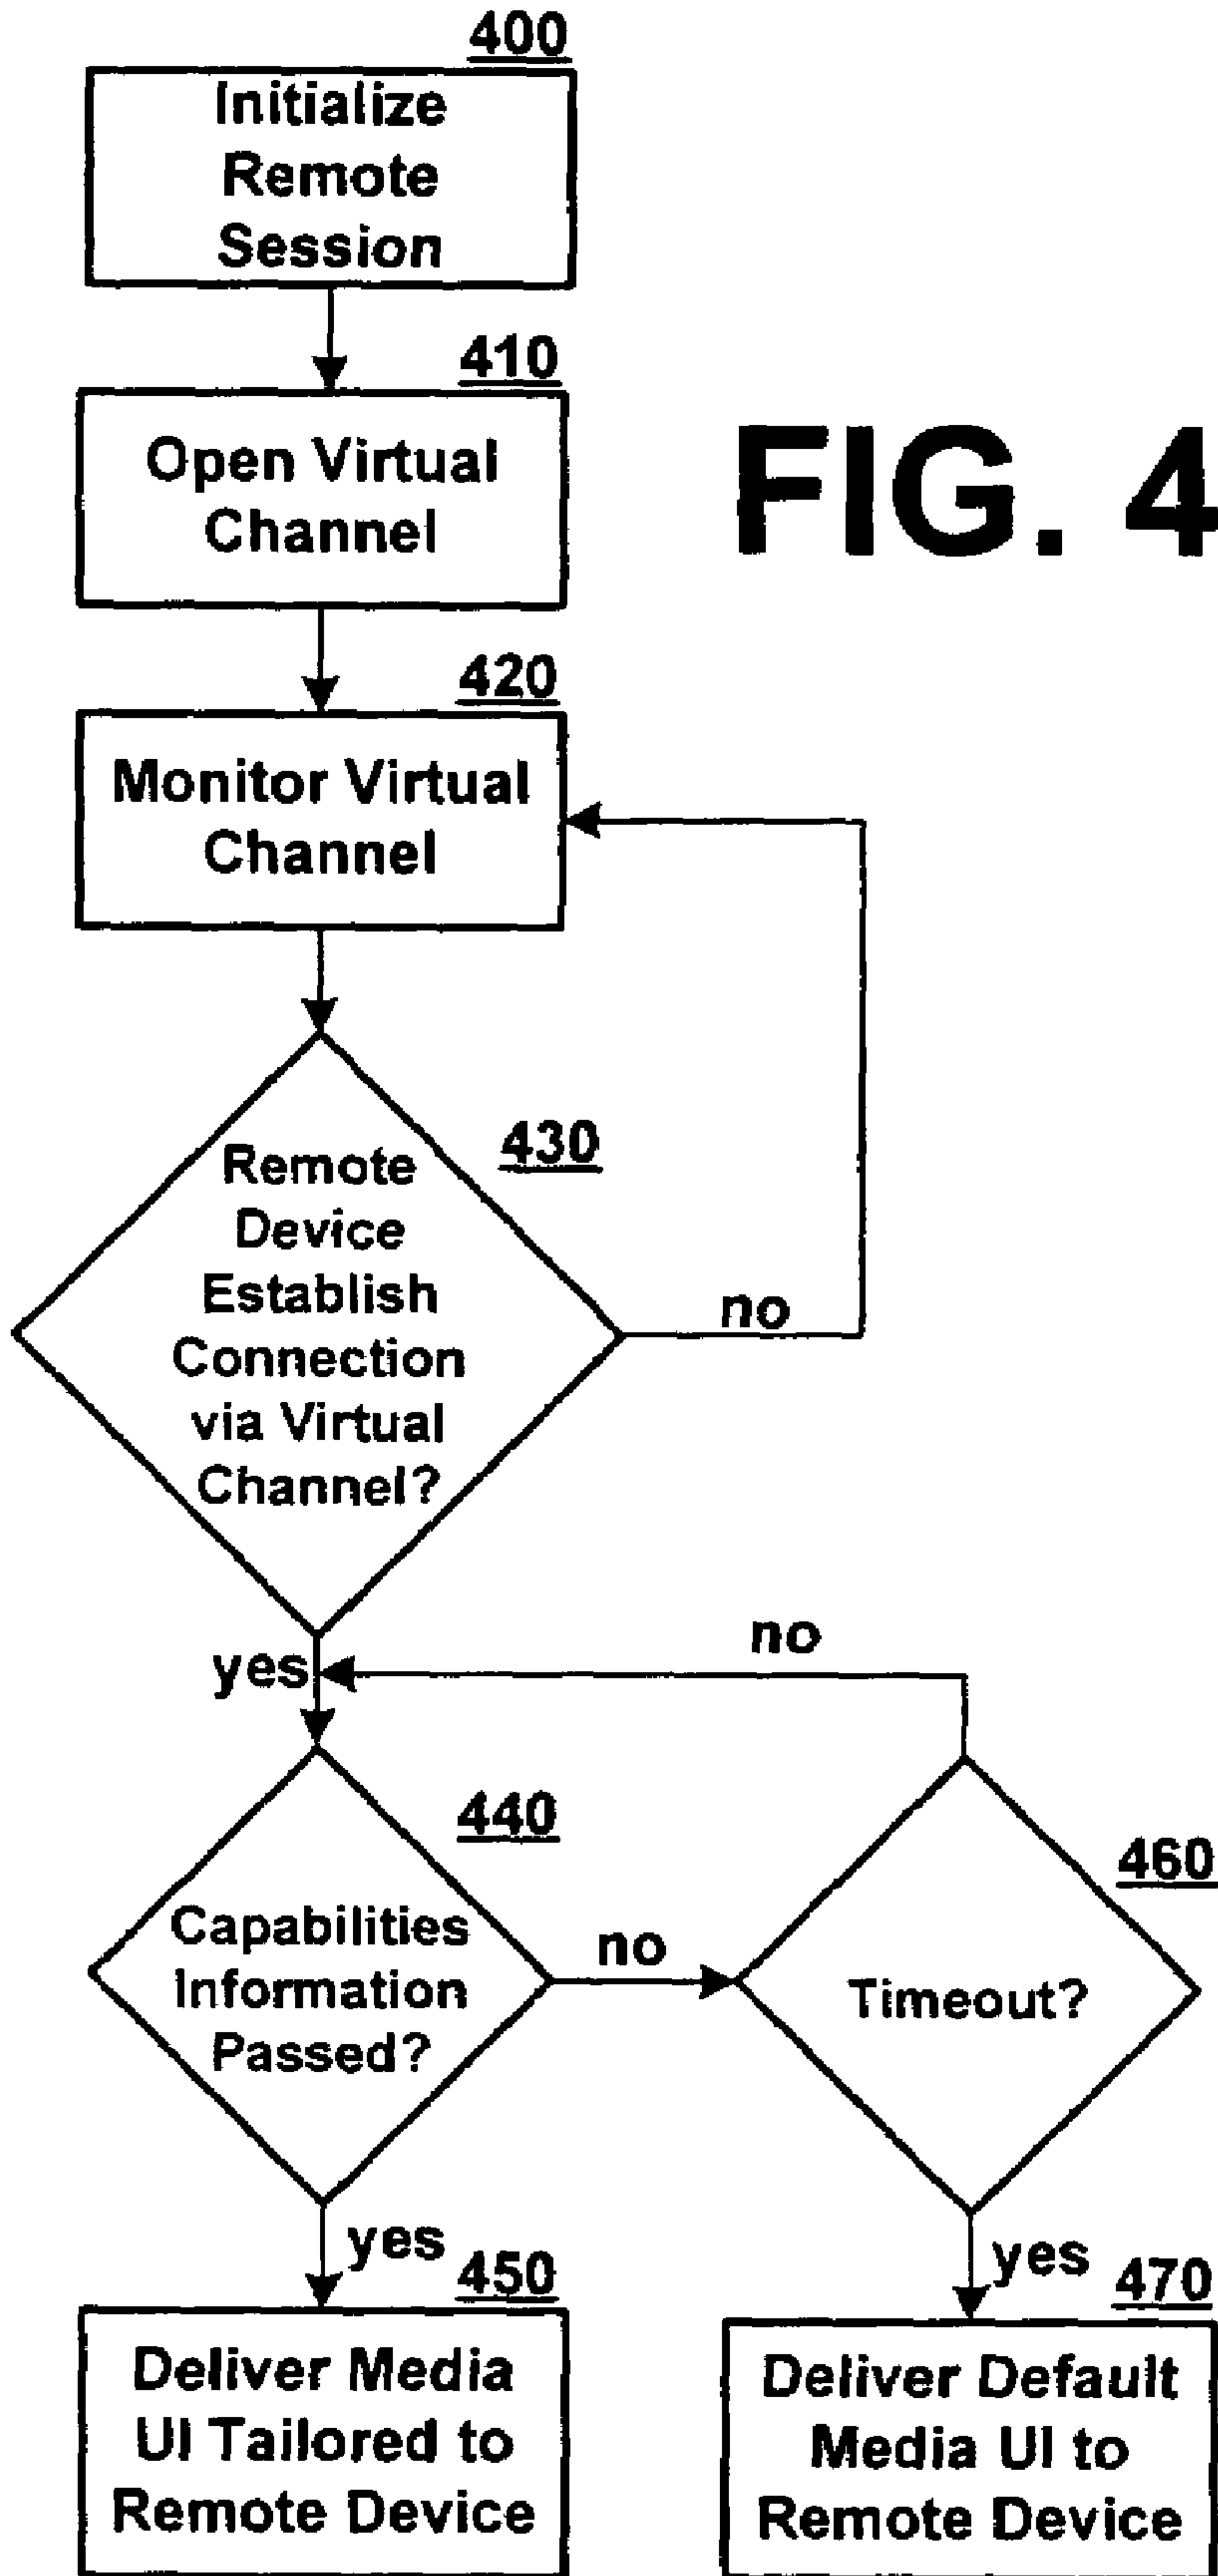 400
Initialize
Remote
Session
410
Open Virtual
Channel
FIG. 4
420
Monitor Virtual
Channel
430
Remote
Device
Establish
Connection
via Virtual
Channel?
no
yes
no
440
Capabilities
Information
Passed?
no
460
Timeout?
yes
450
Deliver Media
UI Tailored to
Remote Device
yes
470
Deliver Default
Media UI to
Remote Device